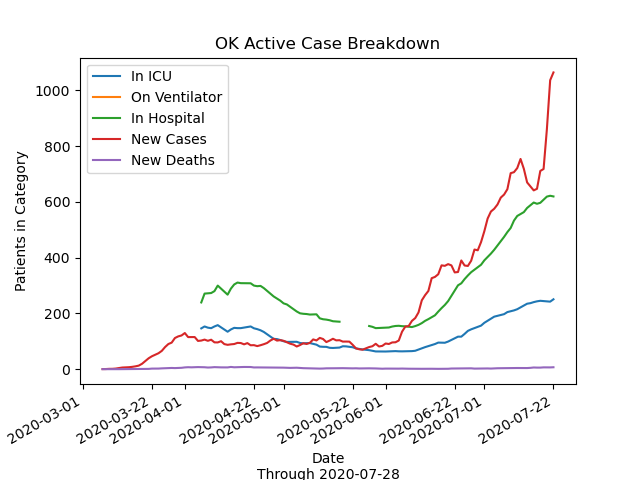 OK Active Case Breakdown
In ICU
On Ventilator
In Hospital
New Cases
New Deaths
Patients in Category
1000
800
600
400
200
0
2020-03-01
2020-03-22
2020-04-01
2020-04-22
2020-05-01
2020-05-22
2020-06-01
2020-06-22
2020-07-01
2020-07-22
Date
Through 2020-07-28